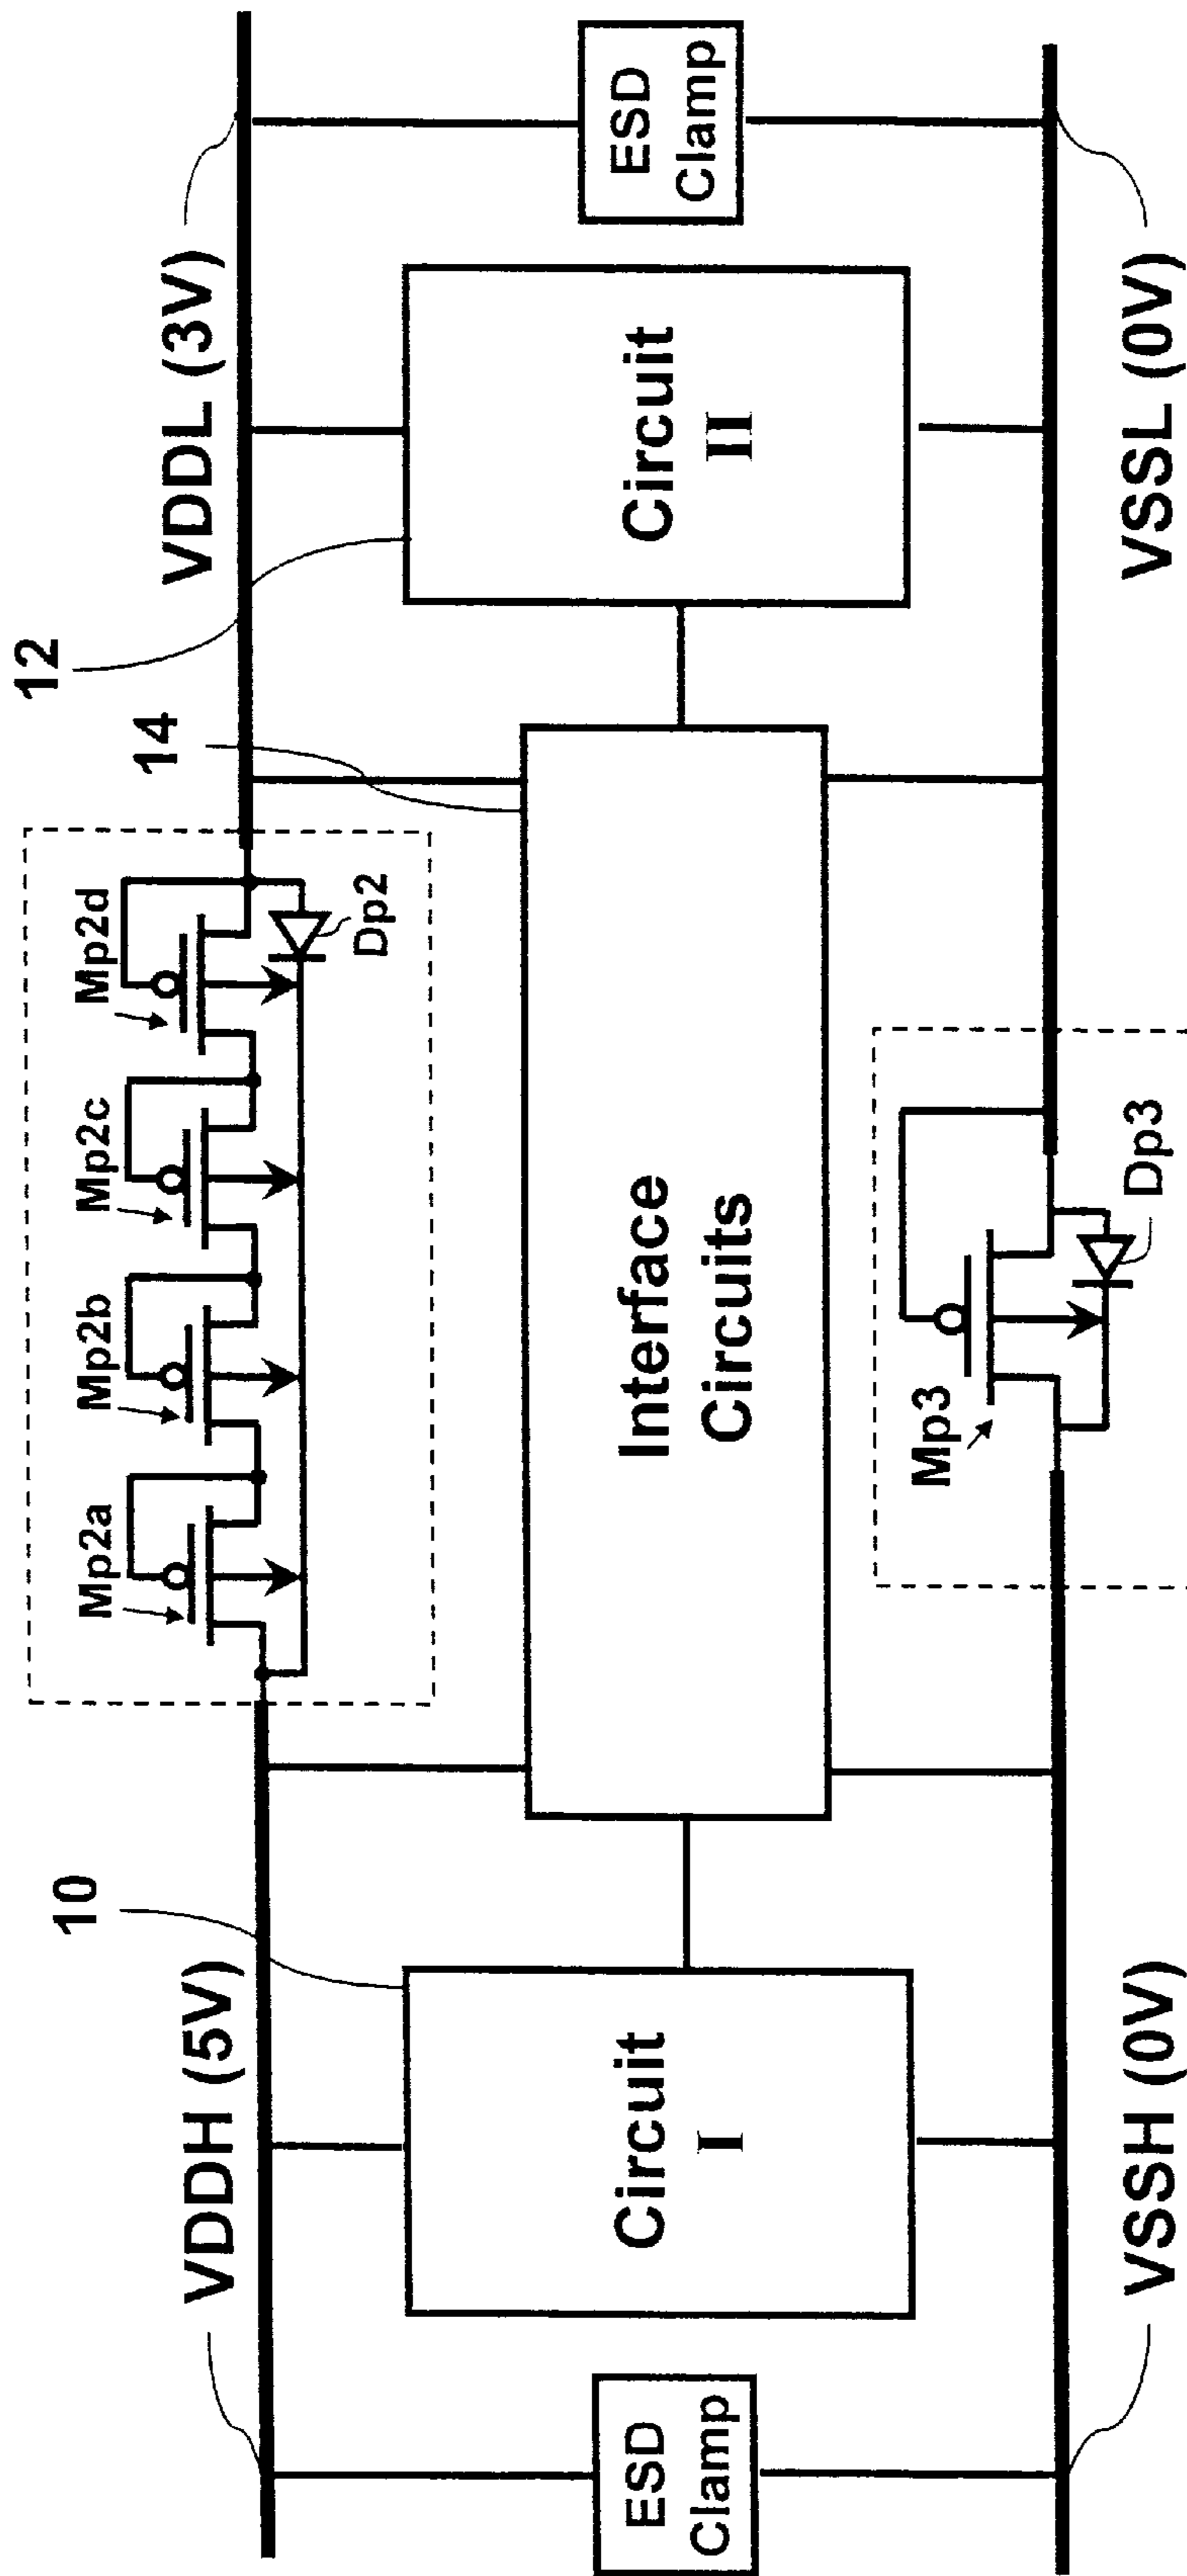 VDDH (5V)
10
Mp2a
Mp2b
Mp2c
Mp2d
Dp2
14
12
VDDL (3V)
ESD
Clamp
Circuit
I
Interface
Circuits
Circuit
II
ESD
Clamp
Mp3
Dp3
VSSH (0V)
VSSL (0V)